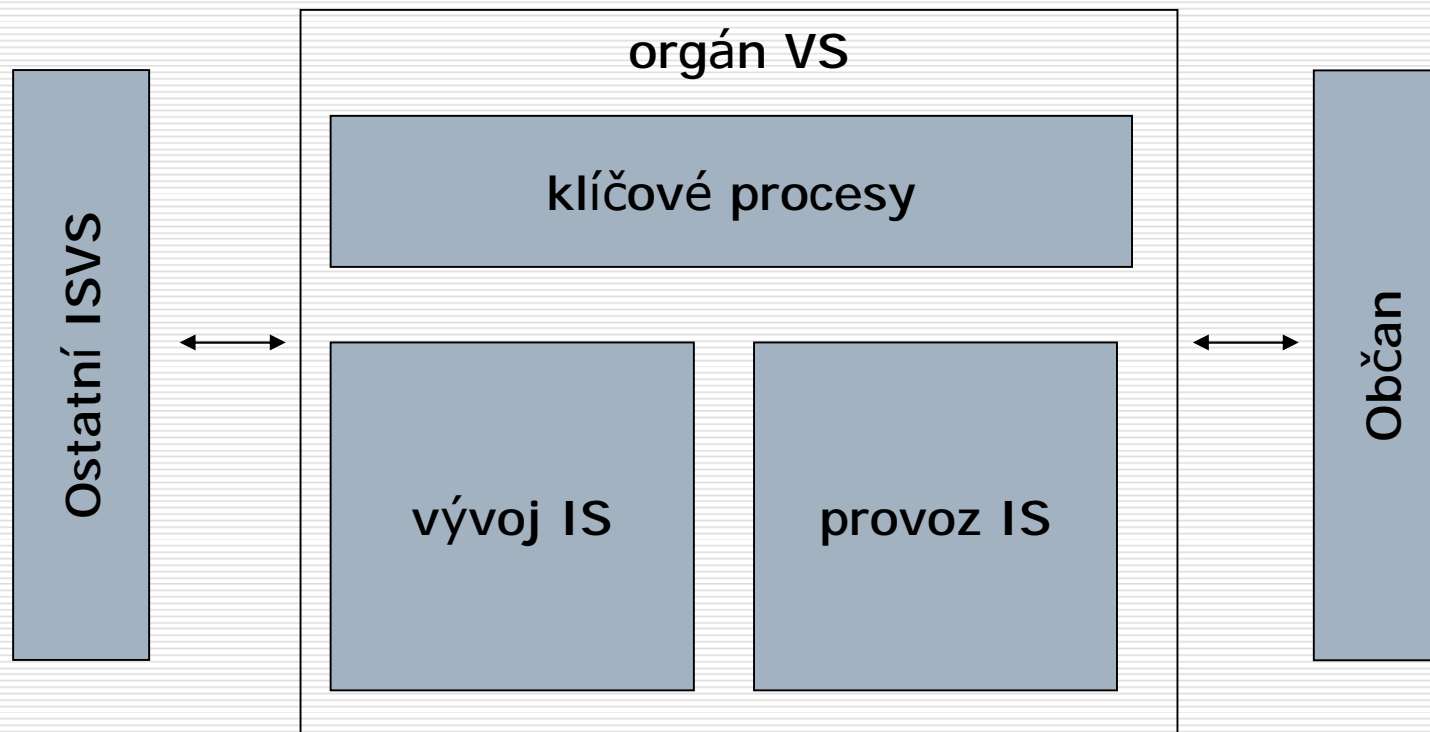 orgán VS
Ostatní ISVS
klíčové procesy
vývoj IS
provoz IS
Občan